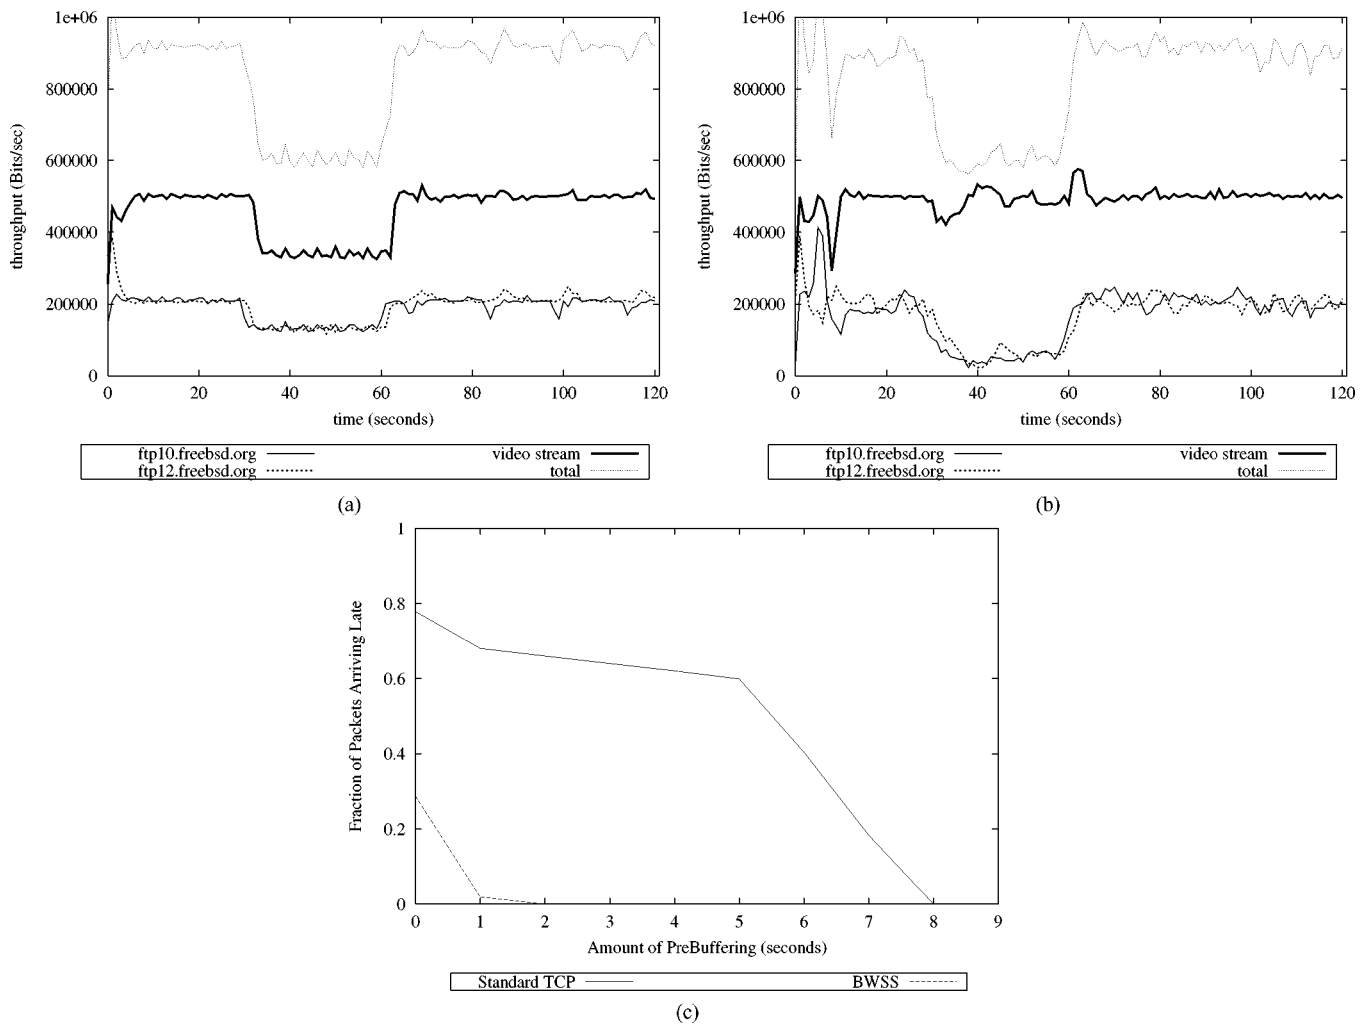 1e+06
800000
600000
400000
200000
0
throughput (Bits/sec)
0 20 40 60 80 100 120
time (seconds)
ftp10.freebsd.org video stream
ftp12.freebsd.org total
(a)
1e+06
800000
600000
400000
200000
0
throughput (Bits/sec)
0 20 40 60 80 100 120
time (seconds)
ftp10.freebsd.org video stream
ftp12.freebsd.org total
(b)
1
0.8
0.6
0.4
0.2
0
Fraction of Packets Arriving Late
0 1 2 3 4 5 6 7 8 9
Amount of PreBuffering (seconds)
Standard TCP BWSS
(c)